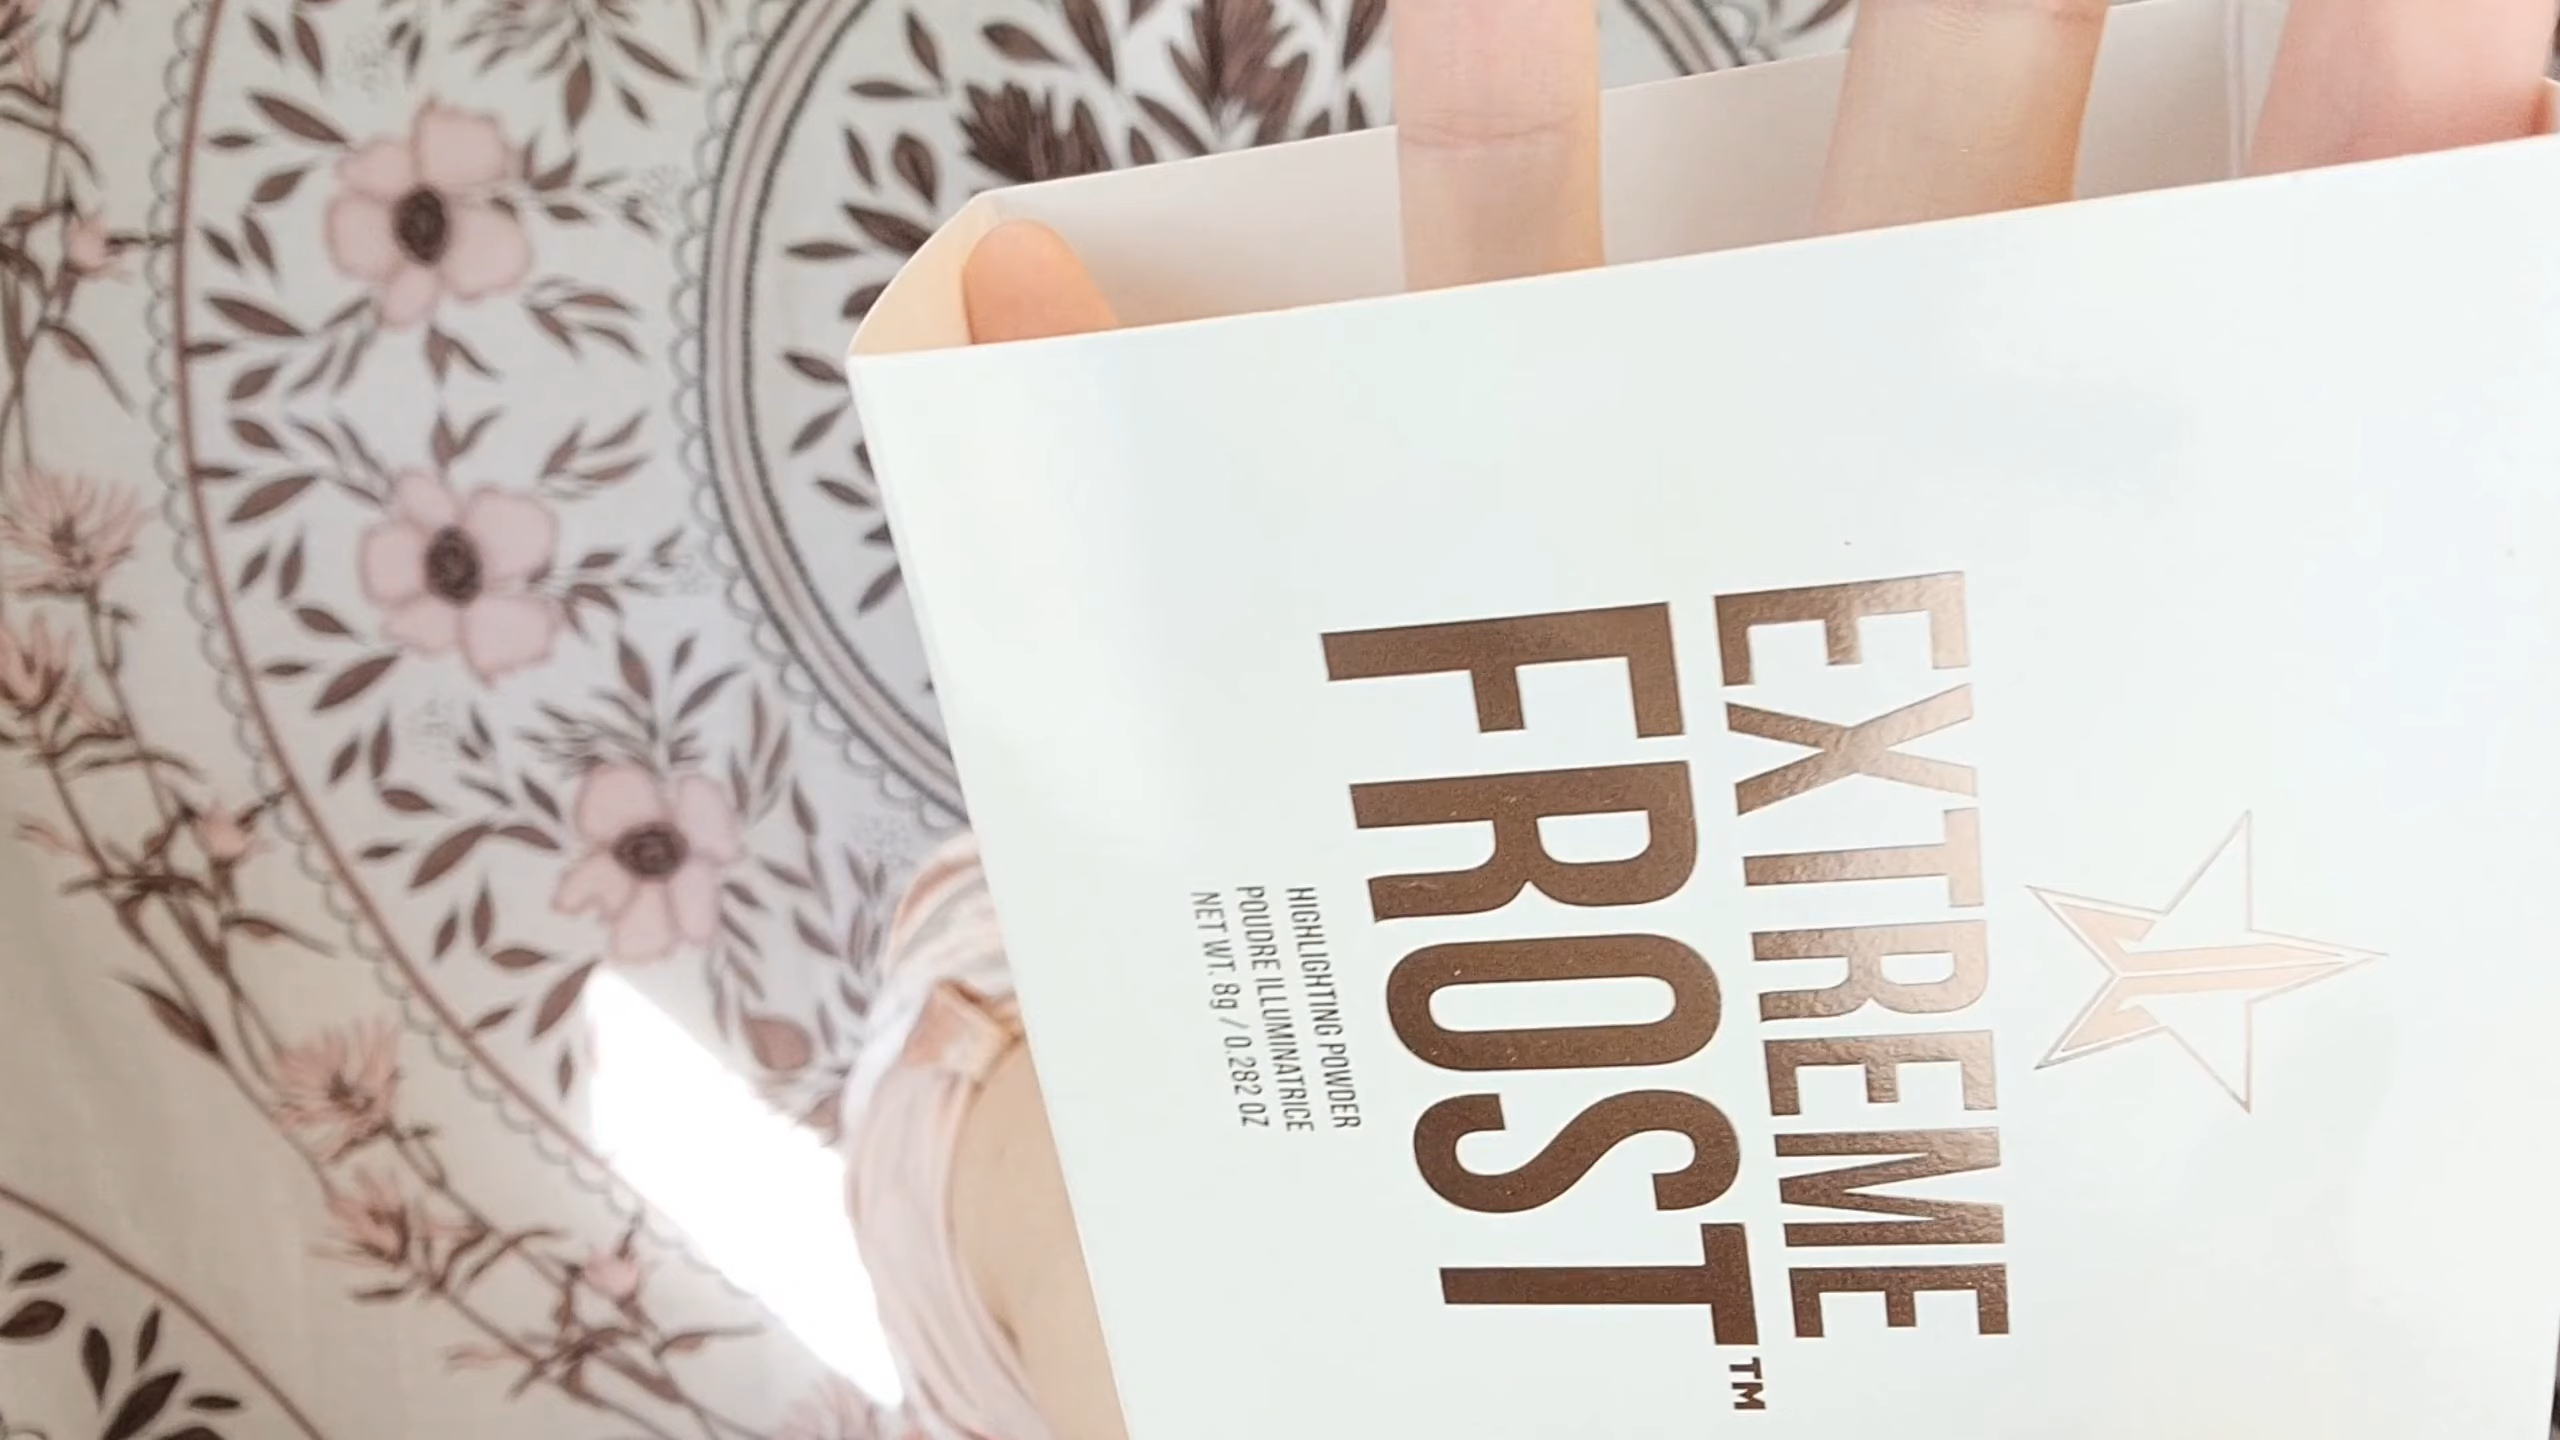 EXTREME
FROST™
HIGHLIGHTING POWDER
POUDRE ILLUMINATRICE
NET WT. 8g / 0.282 OZ